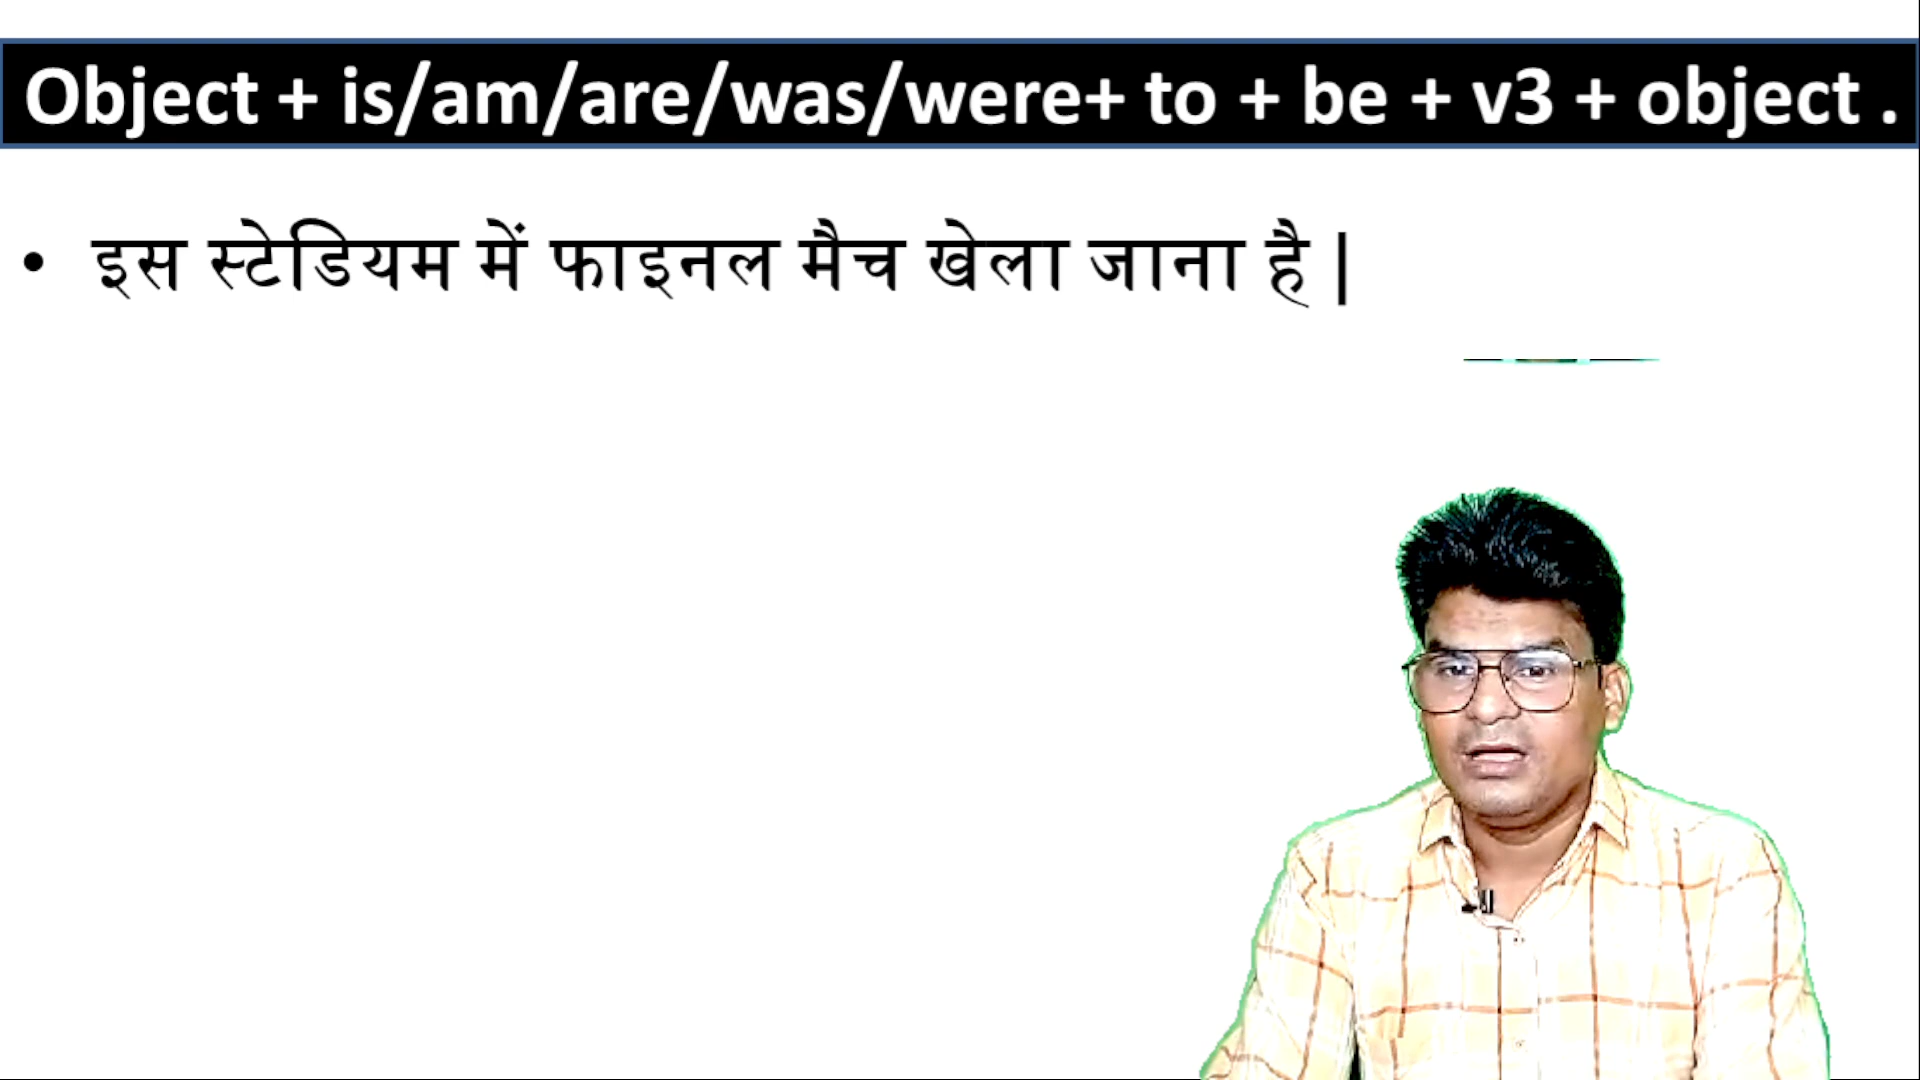 Object + is/am/are/was/were+ to + be + v3 + object .
• इस स्टेडियम में फाइनल मैच खेला जाना है |